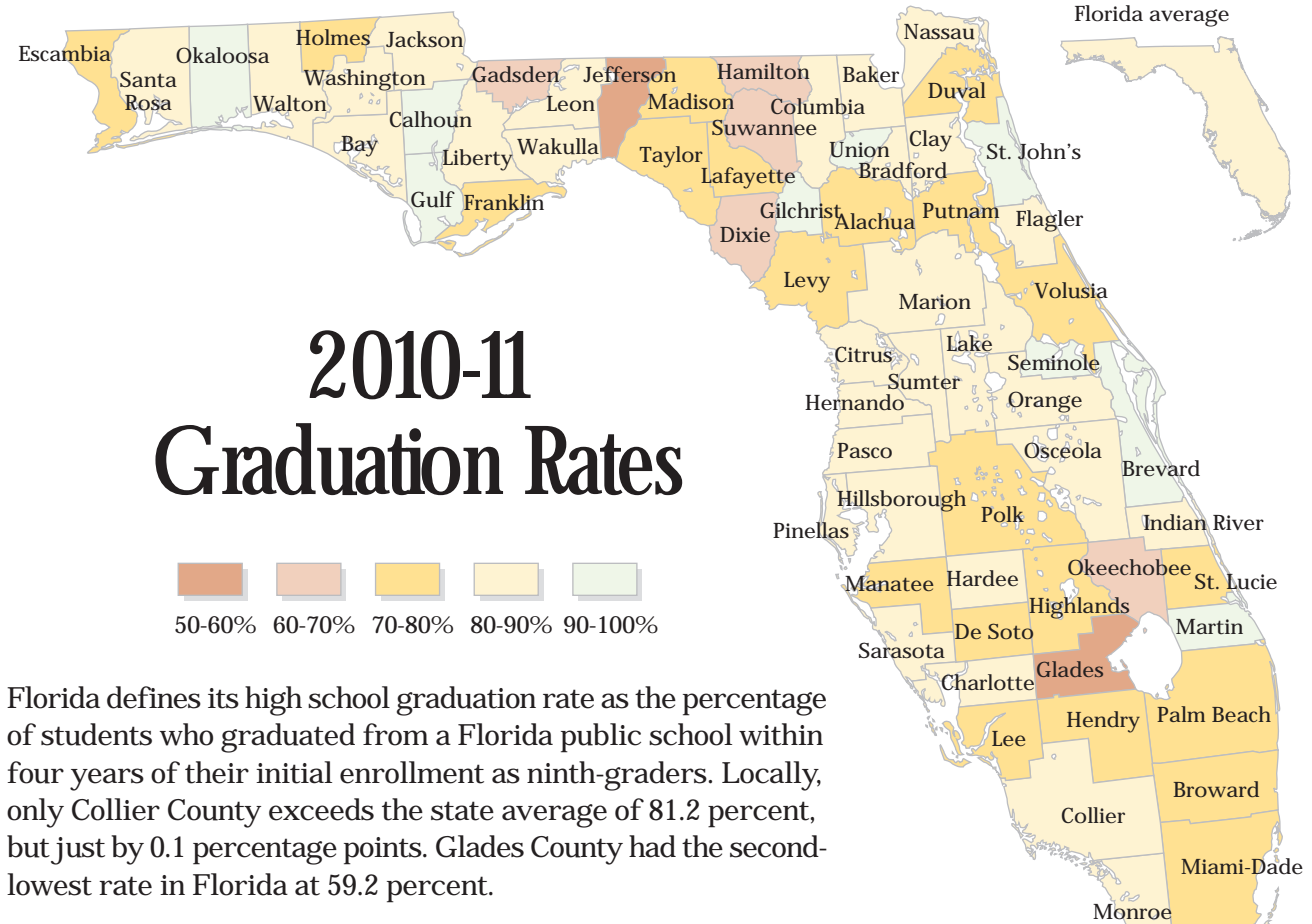 Florida average
Nassau
Escambia
Okaloosa
Holmes
Jackson
Santa
Rosa
Washington
Walton
Gadsden
Jefferson
Hamilton
Baker
Duval
Leon
Madison
Columbia
Calhoun
Suwannee
Bay
Liberty
Wakulla
Taylor
Lafayette
Union
Clay
St. John's
Bradford
Gulf
Franklin
Dixie
Gilchrist
Alachua
Putnam
Flagler
Levy
Marion
Volusia
Citrus
Lake
Sumter
Seminole
Hernando
Orange
Pasco
Osceola
Brevard
Hillsborough
Polk
Pinellas
Indian River
Manatee
Hardee
Okeechobee
St. Lucie
Highlands
De Soto
Martin
Sarasota
Charlotte
Glades
Lee
Hendry
Palm Beach
Broward
Collier
Miami-Dade
Monroe
2010-11
Graduation Rates
50-60% 60-70% 70-80% 80-90% 90-100%
Florida defines its high school graduation rate as the percentage
of students who graduated from a Florida public school within
four years of their initial enrollment as ninth-graders. Locally,
only Collier County exceeds the state average of 81.2 percent,
but just by 0.1 percentage points. Glades County had the second-
lowest rate in Florida at 59.2 percent.